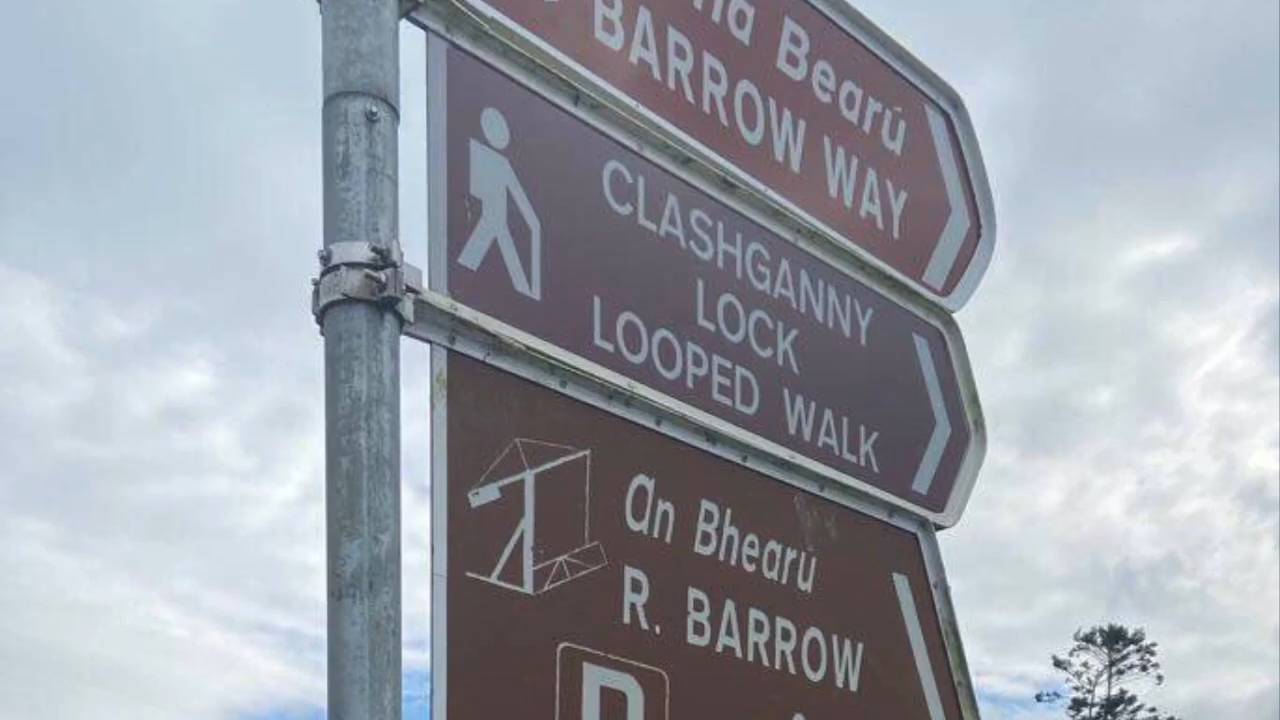 Bearú
BARROW WAY
CLASHGANNY
LOCK
LOOPED WALK
An Bhearú
R. BARROW